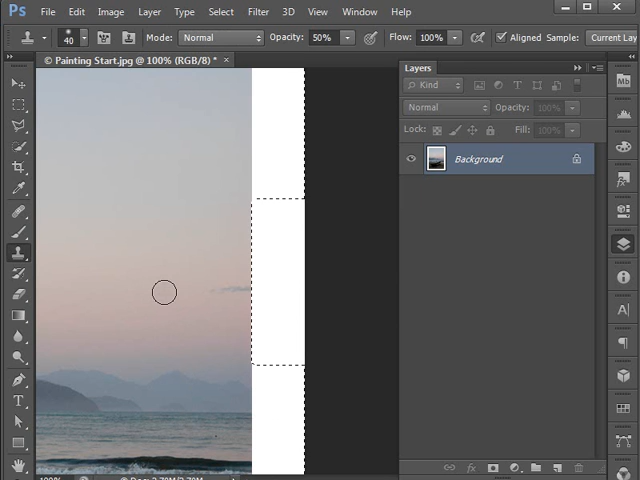 Ps File Edit Image Layer Type Select Filter 3D View Window Help
40 Mode: Normal Opacity: 50% Flow: 100% Aligned Sample: Current Lay
© Painting Start.jpg @ 100% (RGB/8) * ×
Layers
Kind
Normal Opacity: 100%
Lock: Fill: 100%
Background
Mb